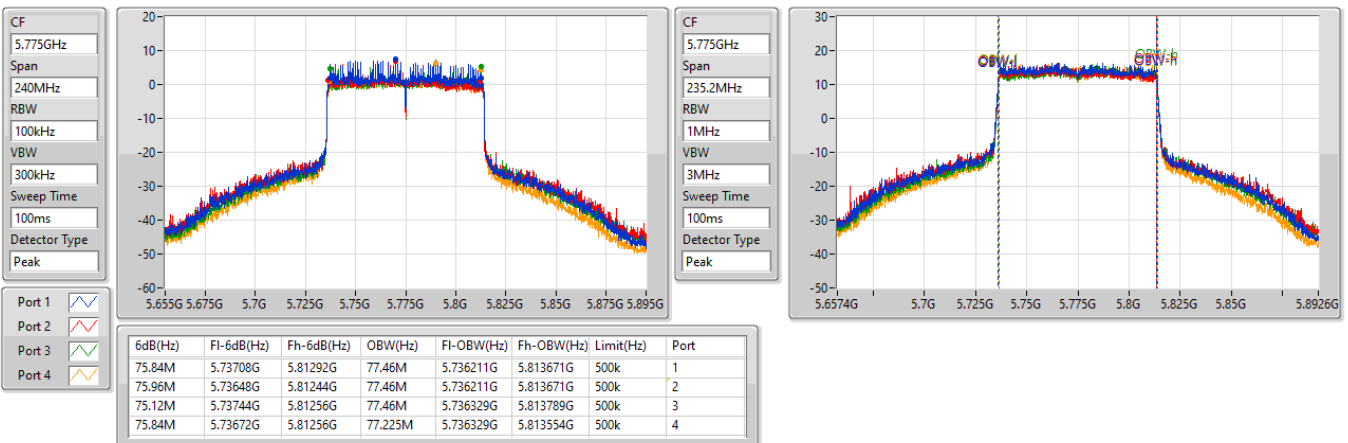 CF
5.775GHz
Span
240MHz
RBW
100kHz
VBW
300kHz
Sweep Time
100ms
Detector Type
Peak
20
10
0
-10
-20
-30
-40
-50
-60
5.655G 5.675G 5.7G 5.725G 5.75G 5.775G 5.8G 5.825G 5.85G 5.875G 5.895G
CF
5.775GHz
Span
235.2MHz
RBW
1MHz
VBW
3MHz
Sweep Time
100ms
Detector Type
Peak
30
20
10
0
-10
-20
-30
-40
-50
OBW-l OBW-h
5.6574G 5.7G 5.725G 5.75G 5.775G 5.8G 5.825G 5.85G 5.8926G
Port 1
Port 2
Port 3
Port 4
6dB(Hz) Fl-6dB(Hz) Fh-6dB(Hz) OBW(Hz) Fl-OBW(Hz) Fh-OBW(Hz) Limit(Hz) Port
75.84M 5.73708G 5.81292G 77.46M 5.736211G 5.813671G 500k 1
75.96M 5.73648G 5.81244G 77.46M 5.736211G 5.813671G 500k 2
75.12M 5.73744G 5.81256G 77.46M 5.736329G 5.813789G 500k 3
75.84M 5.73672G 5.81256G 77.225M 5.736329G 5.813554G 500k 4